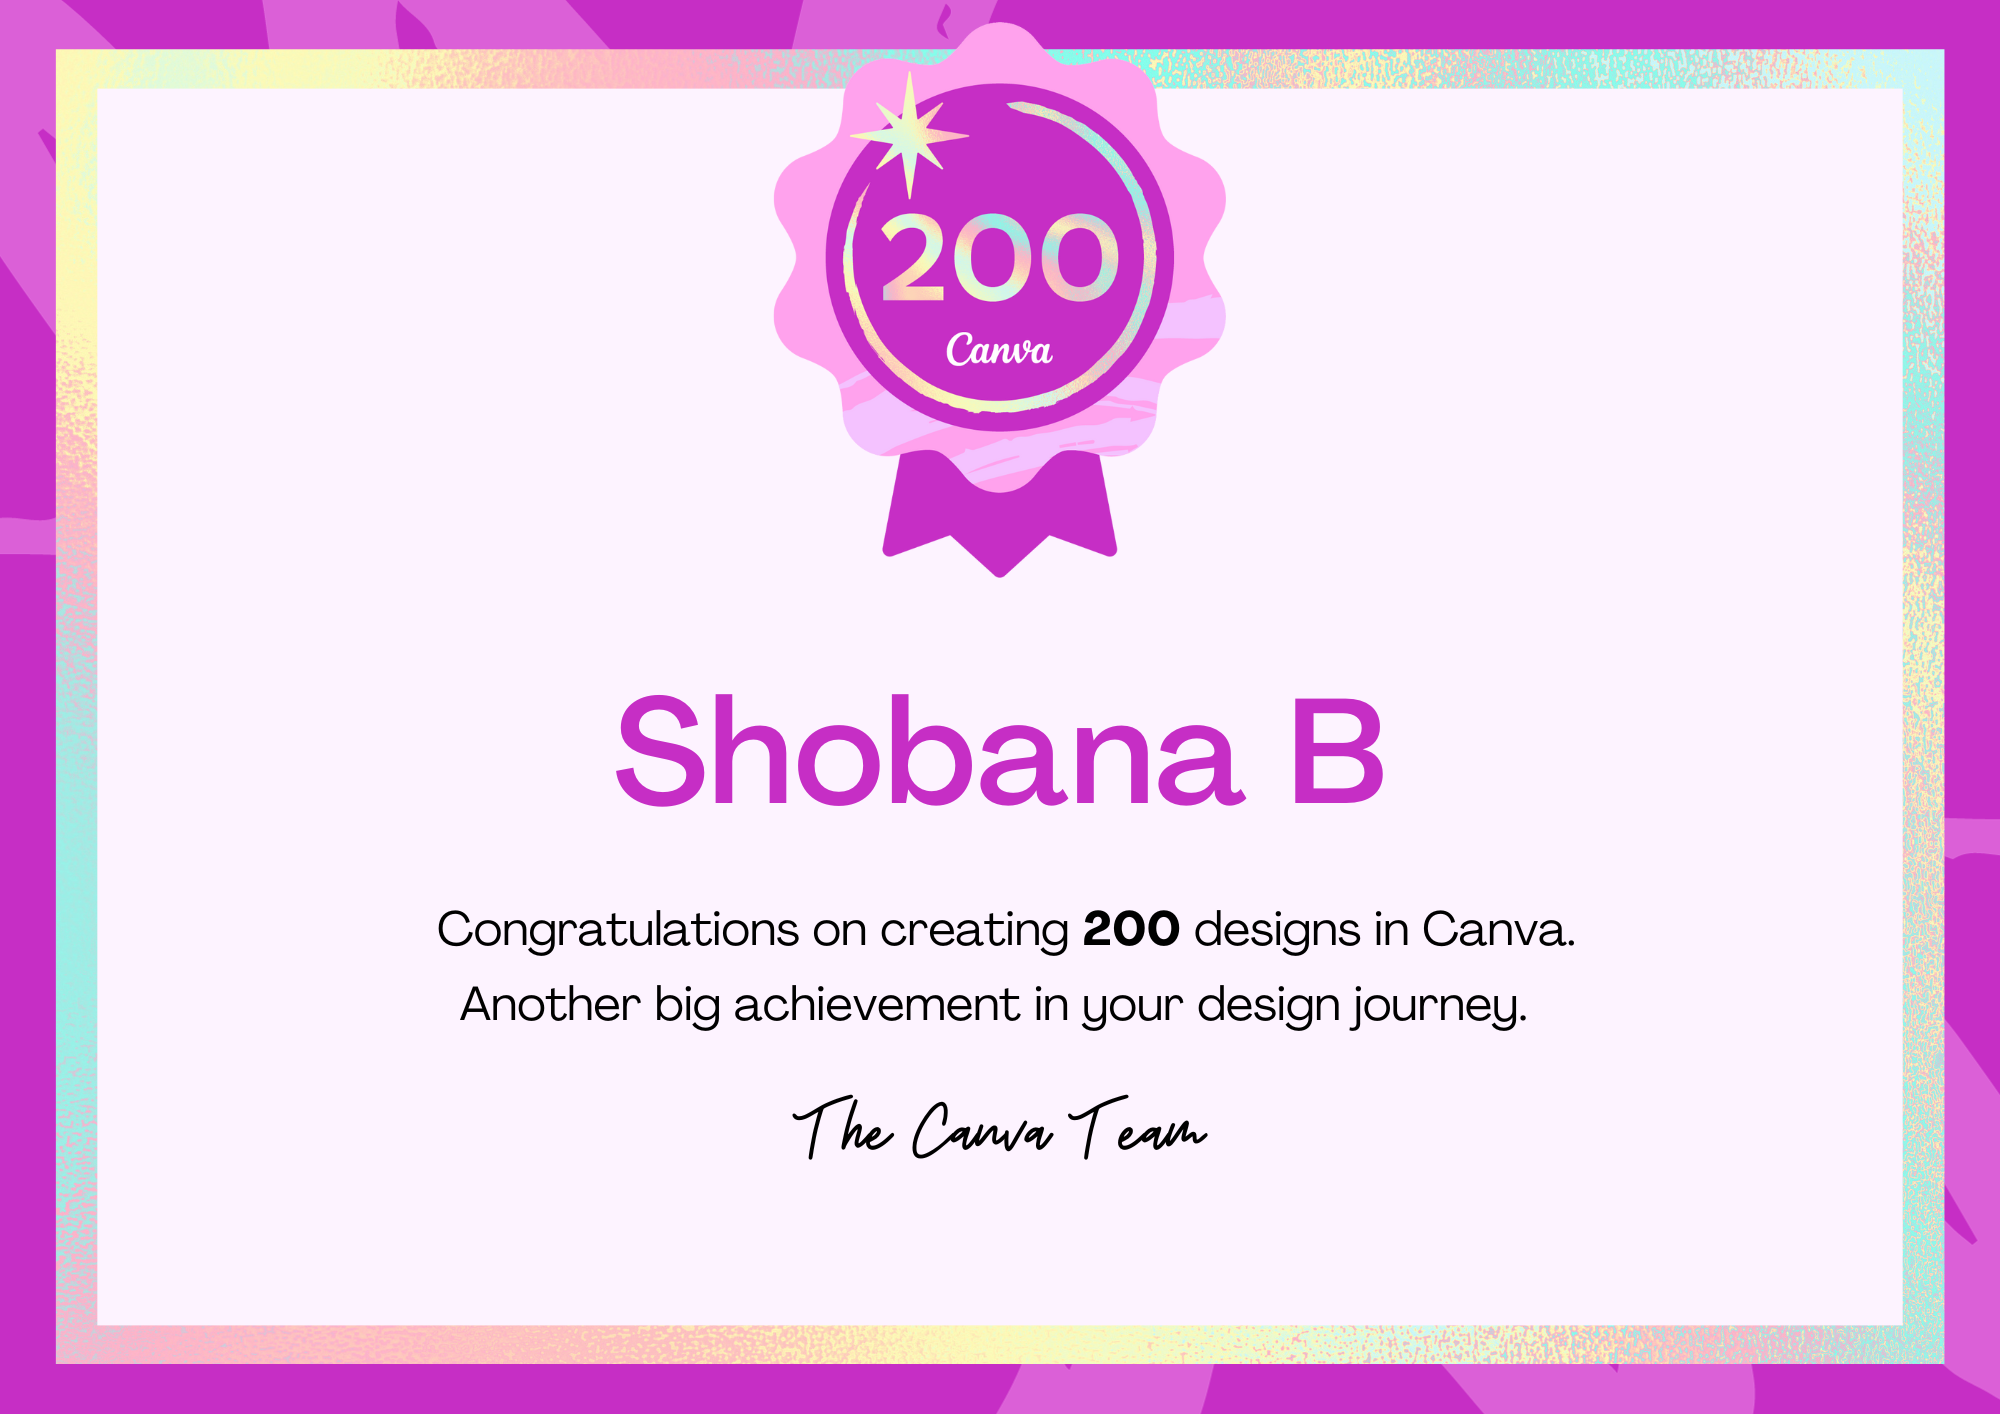 200
Canva
Shobana B
Congratulations on creating 200 designs in Canva.
Another big achievement in your design journey.
The Canva Team